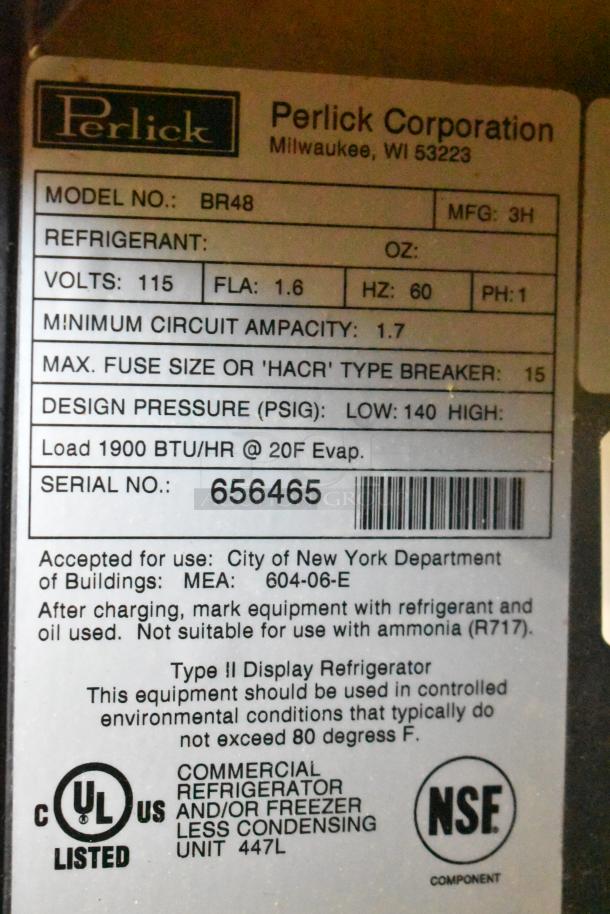 Perlick
Perlick Corporation
Milwaukee, WI 53223
MODEL NO.: BR48 MFG: 3H
REFRIGERANT: OZ:
VOLTS: 115 FLA: 1.6 HZ: 60 PH: 1
MINIMUM CIRCUIT AMPACITY: 1.7
MAX. FUSE SIZE OR 'HACR' TYPE BREAKER: 15
DESIGN PRESSURE (PSIG): LOW: 140 HIGH:
Load 1900 BTU/HR @ 20F Evap.
SERIAL NO.: 656465
Accepted for use: City of New York Department
of Buildings: MEA: 604-06-E
After charging, mark equipment with refrigerant and
oil used. Not suitable for use with ammonia (R717).
Type II Display Refrigerator
This equipment should be used in controlled
environmental conditions that typically do
not exceed 80 degress F.
C UL US
LISTED
COMMERCIAL
REFRIGERATOR
AND/OR FREEZER
LESS CONDENSING
UNIT 447L
NSF
COMPONENT